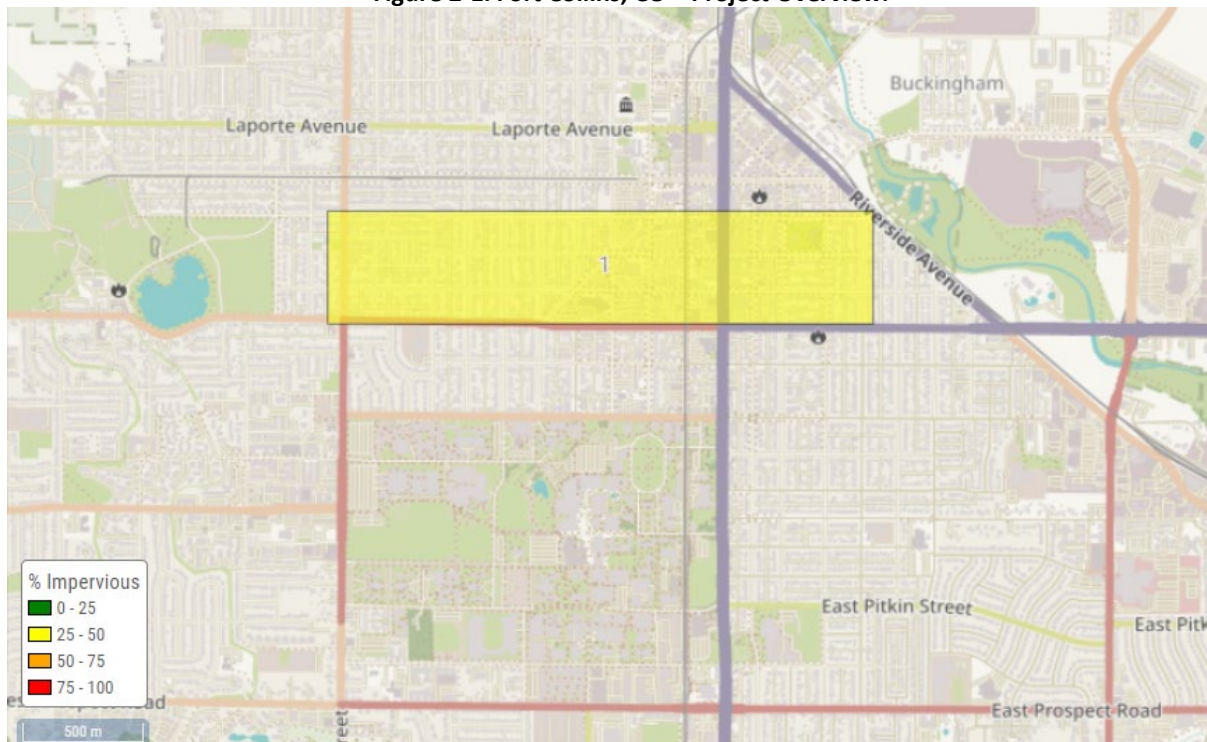 Buckingham
Laporte Avenue
Laporte Avenue
Riverside Avenue
1
East Pitkin Street
East Pitk
% Impervious
0 - 25
25 - 50
50 - 75
75 - 100
East Prospect Road
500 m